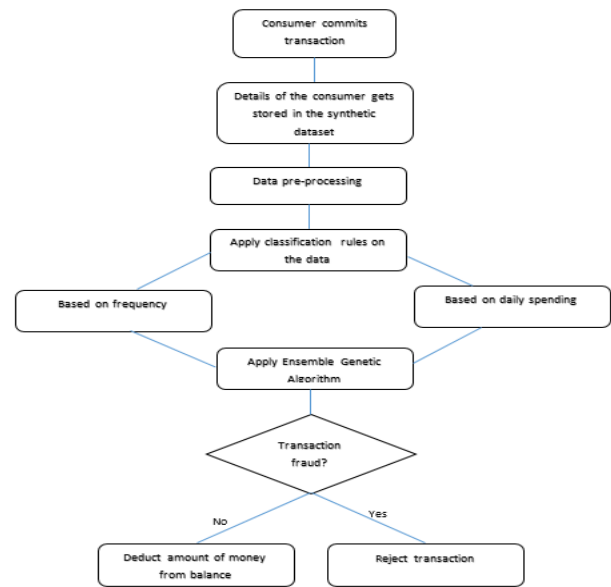 Consumer commits
transaction
Details of the consumer gets
stored in the synthetic
dataset
Data pre-processing
Apply classification rules on
the data
Based on frequency
Based on daily spending
Apply Ensemble Genetic
Algorithm
Transaction
fraud?
No
Yes
Deduct amount of money
from balance
Reject transaction